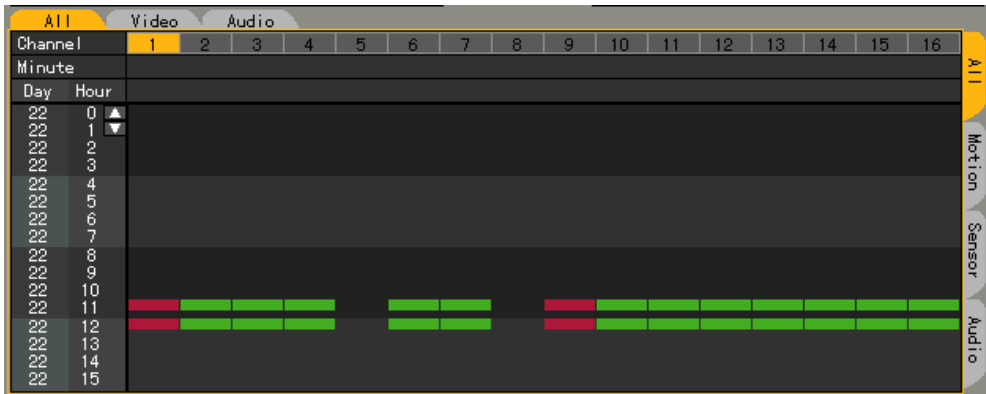 All Video Audio
Channel 1 2 3 4 5 6 7 8 9 10 11 12 13 14 15 16
Minute
Day Hour
22 0
22 1
22 2
22 3
22 4
22 5
22 6
22 7
22 8
22 9
22 10
22 11
22 12
22 13
22 14
22 15
All
Motion
Sensor
Audio